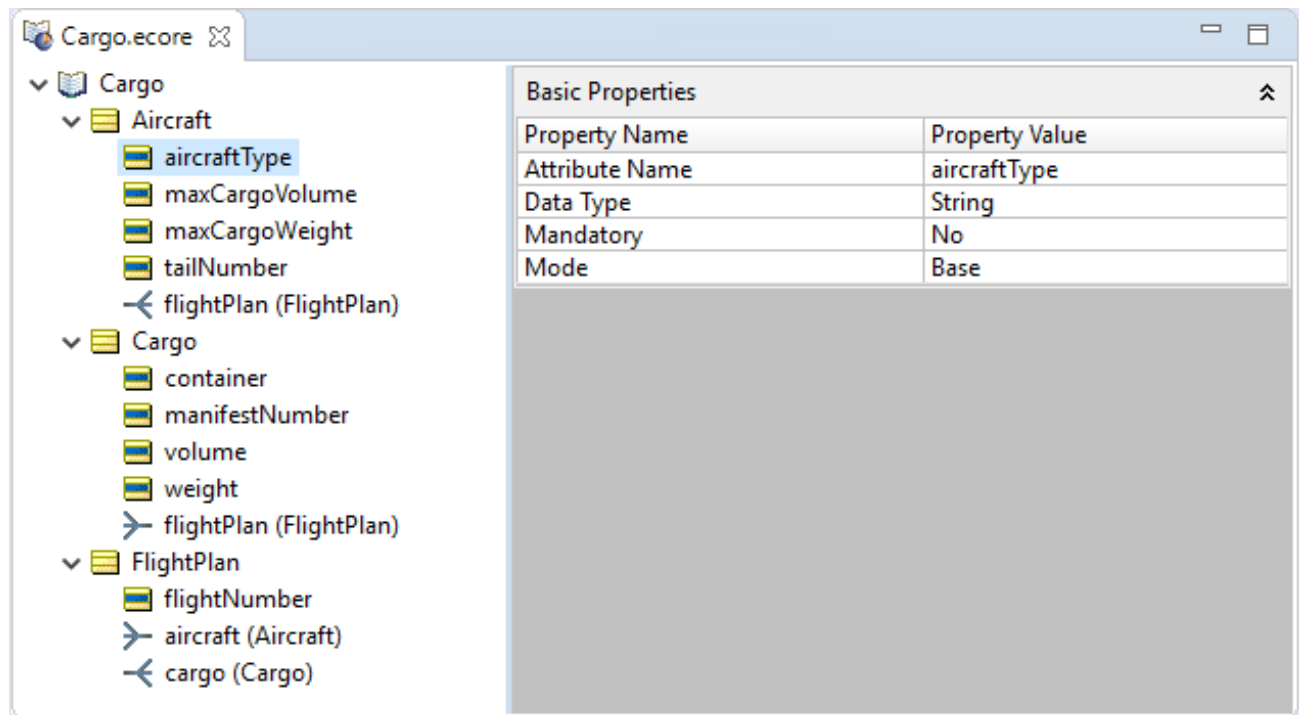 Cargo.ecore
Cargo
Aircraft
aircraftType
maxCargoVolume
maxCargoWeight
tailNumber
flightPlan (FlightPlan)
Cargo
container
manifestNumber
volume
weight
flightPlan (FlightPlan)
FlightPlan
flightNumber
aircraft (Aircraft)
cargo (Cargo)
Basic Properties
Property Name Property Value
Attribute Name aircraftType
Data Type String
Mandatory No
Mode Base